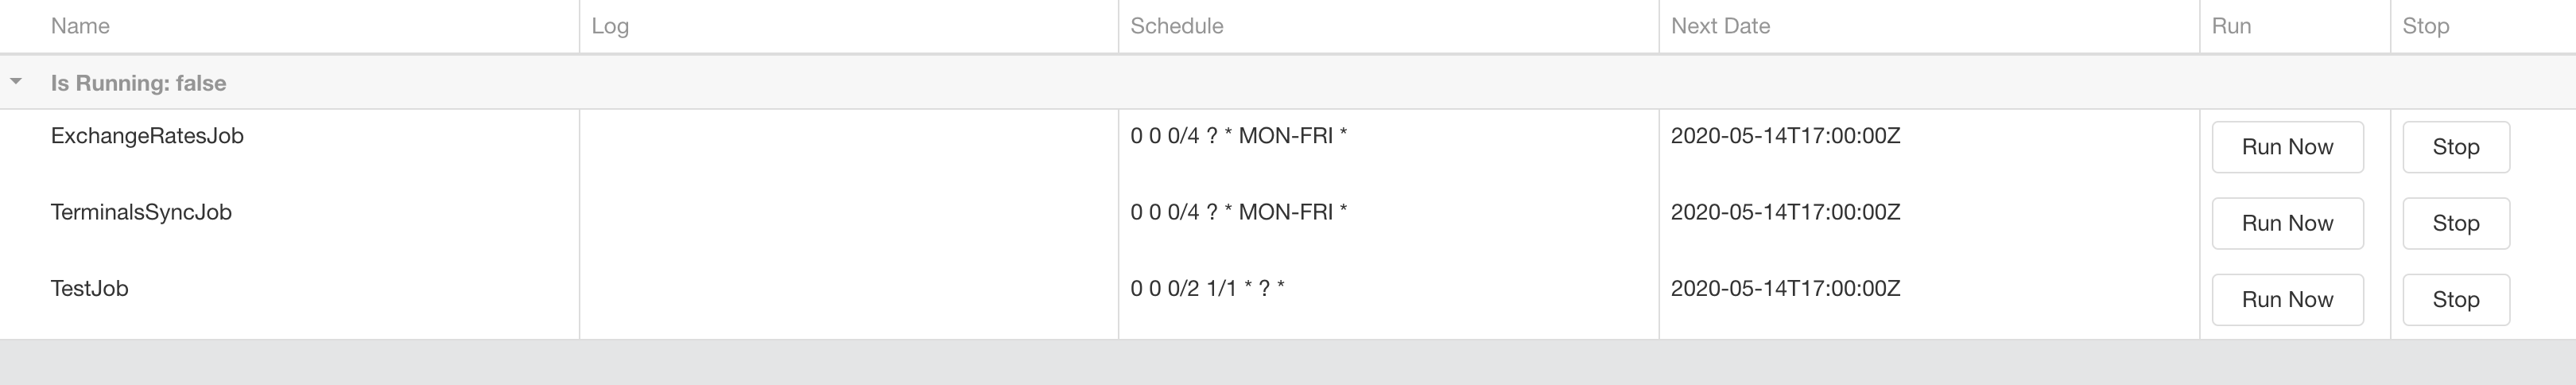 Name Log Schedule Next Date Run Stop
Is Running: false
ExchangeRatesJob 0 0 0/4 ? * MON-FRI * 2020-05-14T17:00:00Z Run Now Stop
TerminalsSyncJob 0 0 0/4 ? * MON-FRI * 2020-05-14T17:00:00Z Run Now Stop
TestJob 0 0 0/2 1/1 * ? * 2020-05-14T17:00:00Z Run Now Stop